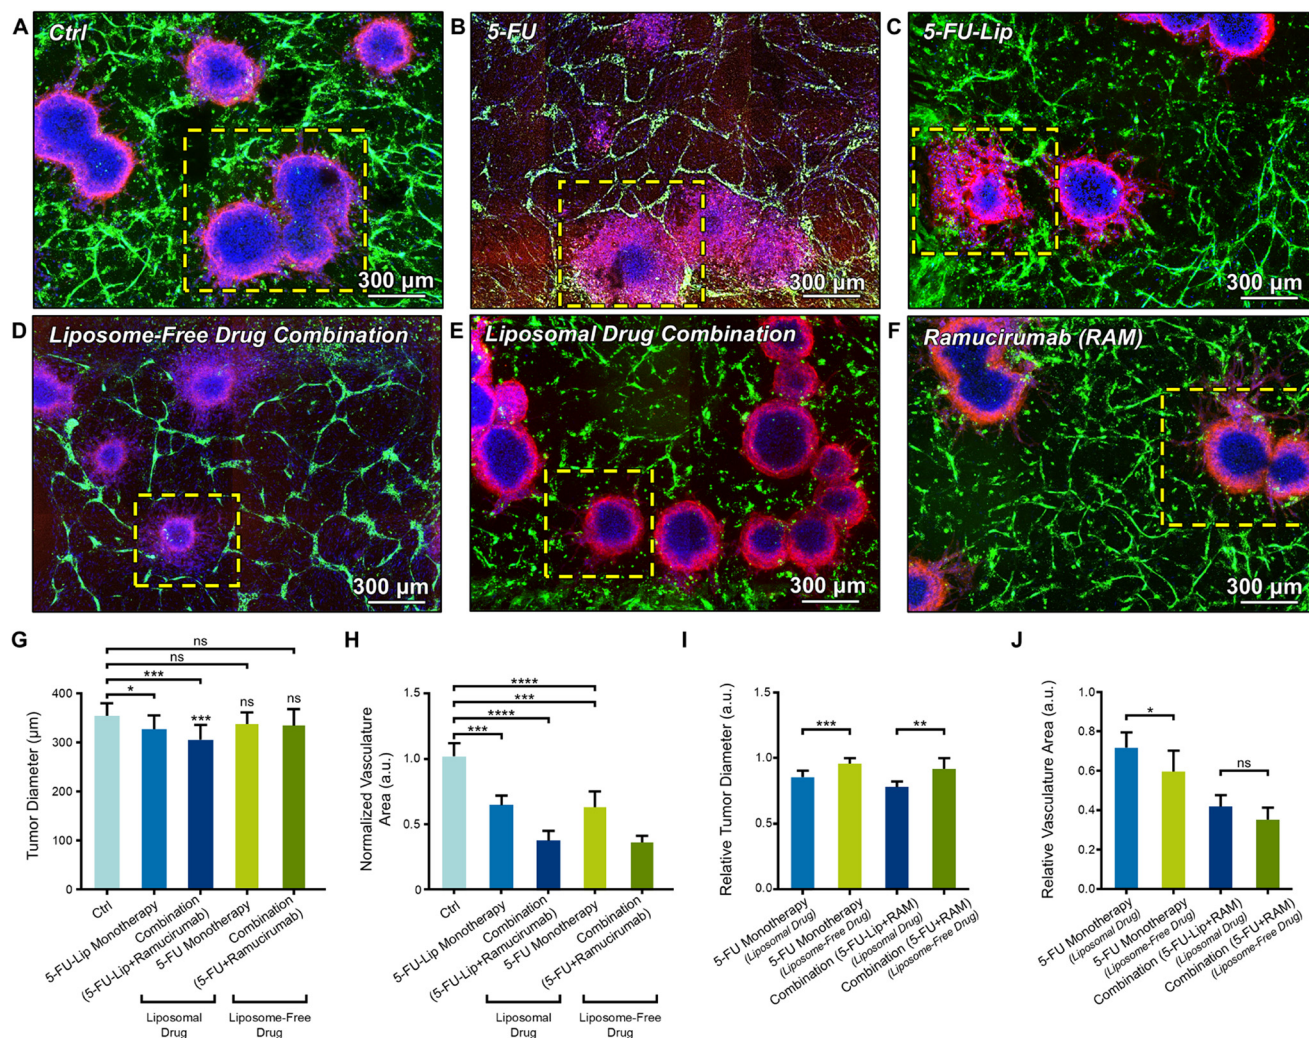 A Ctrl
300 µm
B 5-FU
300 µm
C 5-FU-Lip
300 µm
D Liposome-Free Drug Combination
300 µm
E Liposomal Drug Combination
300 µm
F Ramucirumab (RAM)
300 µm
G
ns
ns
***
*
***
ns
ns
Tumor Diameter (µm)
400
300
200
100
0
Ctrl
5-FU-Lip Monotherapy
Combination
(5-FU-Lip+Ramucirumab)
5-FU Monotherapy
Combination
(5-FU+Ramucirumab)
Liposomal
Drug
Liposome-Free
Drug
H
****
***
****
***
Normalized Vasculature
Area (a.u.)
1.5
1.0
0.5
0
Ctrl
5-FU-Lip Monotherapy
Combination
(5-FU-Lip+Ramucirumab)
5-FU Monotherapy
Combination
(5-FU+Ramucirumab)
Liposomal
Drug
Liposome-Free
Drug
I
***
**
Relative Tumor Diameter (a.u.)
1.5
1.0
0.5
0.0
5-FU Monotherapy
(Liposomal Drug)
5-FU Monotherapy
(Liposome-Free Drug)
Combination (5-FU-Lip+RAM)
(Liposomal Drug)
Combination (5-FU+RAM)
(Liposome-Free Drug)
J
*
ns
Relative Vasculature Area (a.u.)
1.0
0.8
0.6
0.4
0.2
0.0
5-FU Monotherapy
(Liposomal Drug)
5-FU Monotherapy
(Liposome-Free Drug)
Combination (5-FU-Lip+RAM)
(Liposomal Drug)
Combination (5-FU+RAM)
(Liposome-Free Drug)